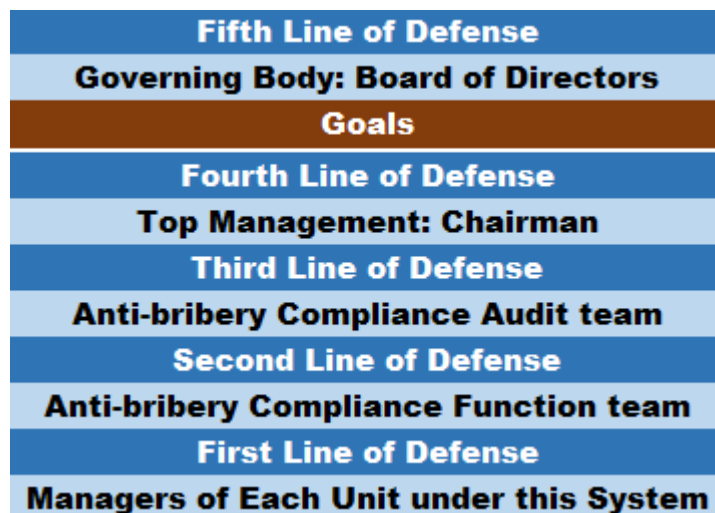 Fifth Line of Defense
Governing Body: Board of Directors
Goals
Fourth Line of Defense
Top Management: Chairman
Third Line of Defense
Anti-bribery Compliance Audit team
Second Line of Defense
Anti-bribery Compliance Function team
First Line of Defense
Managers of Each Unit under this System